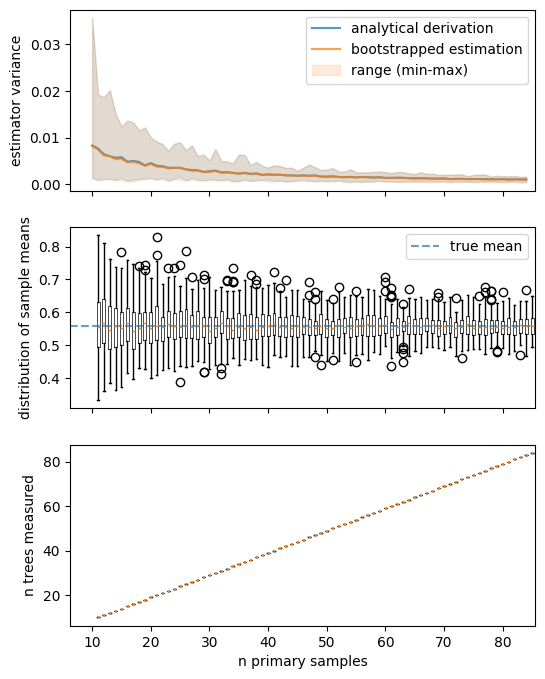 analytical derivation
bootstrapped estimation
range (min-max)
estimator variance
0.03
0.02
0.01
0.00
true mean
distribution of sample means
0.8
0.7
0.6
0.5
0.4
n trees measured
80
60
40
20
10 20 30 40 50 60 70 80
n primary samples